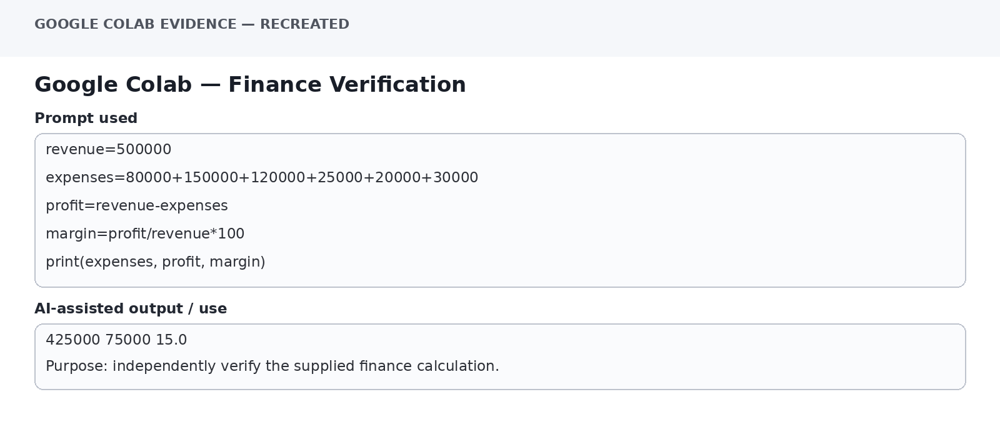 GOOGLE COLAB EVIDENCE — RECREATED
Google Colab — Finance Verification
Prompt used
revenue=500000
expenses=80000+150000+120000+25000+20000+30000
profit=revenue-expenses
margin=profit/revenue*100
print(expenses, profit, margin)
AI-assisted output / use
425000 75000 15.0
Purpose: independently verify the supplied finance calculation.